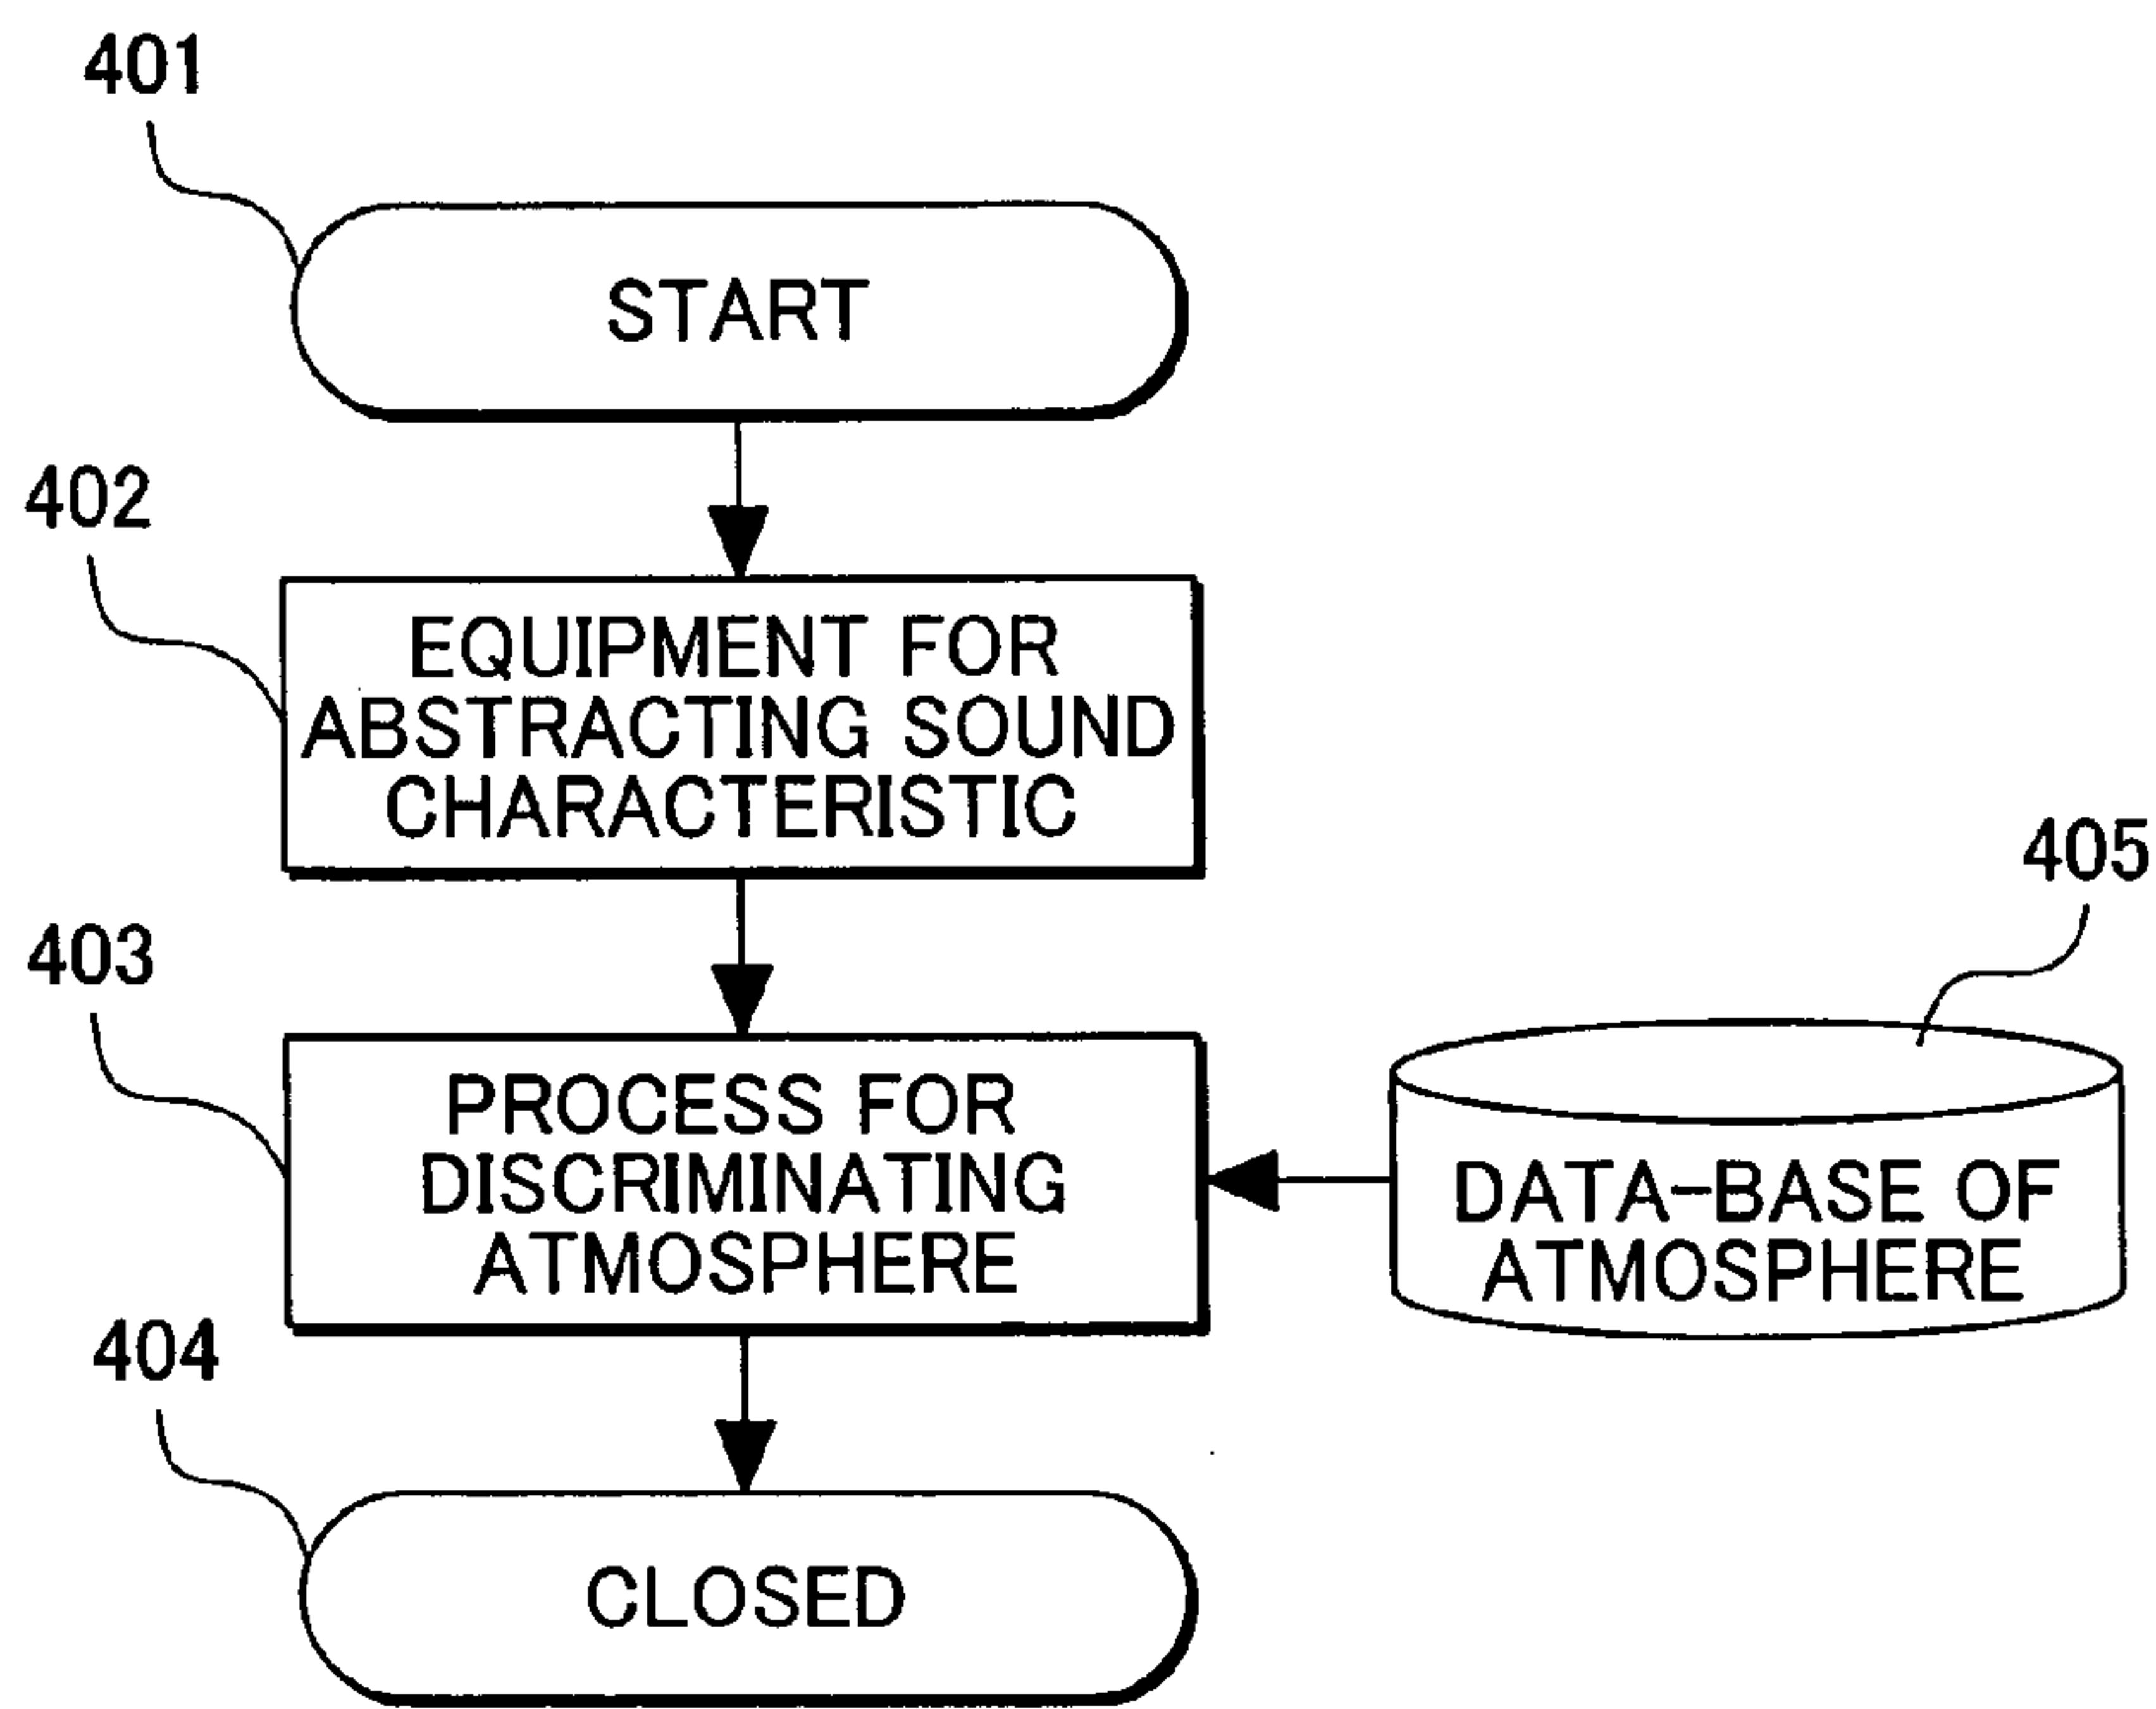 401
START
402
EQUIPMENT FOR
ABSTRACTING SOUND
CHARACTERISTIC
405
403
PROCESS FOR
DISCRIMINATING
ATMOSPHERE
DATA-BASE OF
ATMOSPHERE
404
CLOSED